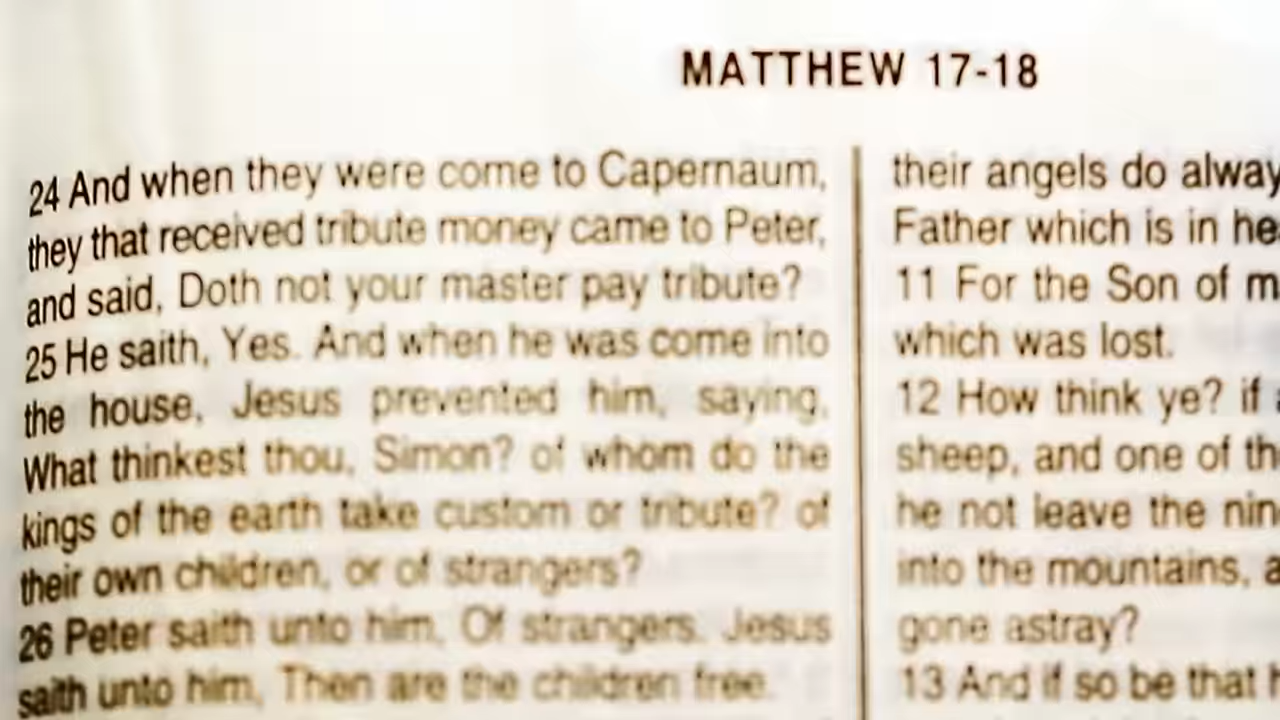 MATTHEW 17-18
24 And when they were come to Capernaum,
they that received tribute money came to Peter,
and said, Doth not your master pay tribute?
25 He saith, Yes. And when he was come into
the house, Jesus prevented him, saying,
What thinkest thou, Simon? of whom do the
kings of the earth take custom or tribute? of
their own children, or of strangers?
26 Peter saith unto him, Of strangers. Jesus
saith unto him, Then are the children free.
their angels do alway
Father which is in he
11 For the Son of m
which was lost.
12 How think ye? if
sheep, and one of th
he not leave the nin
into the mountains, a
gone astray?
13 And if so be that h